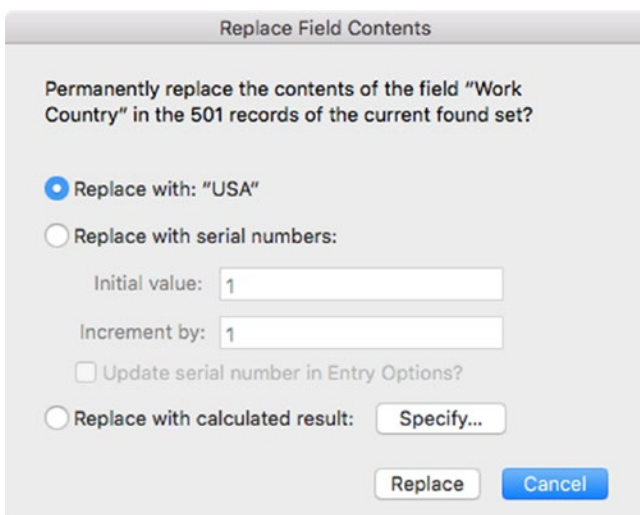 Replace Field Contents
Permanently replace the contents of the field “Work
Country” in the 501 records of the current found set?
Replace with: “USA”
Replace with serial numbers:
Initial value: 1
Increment by: 1
Update serial number in Entry Options?
Replace with calculated result: Specify...
Replace Cancel